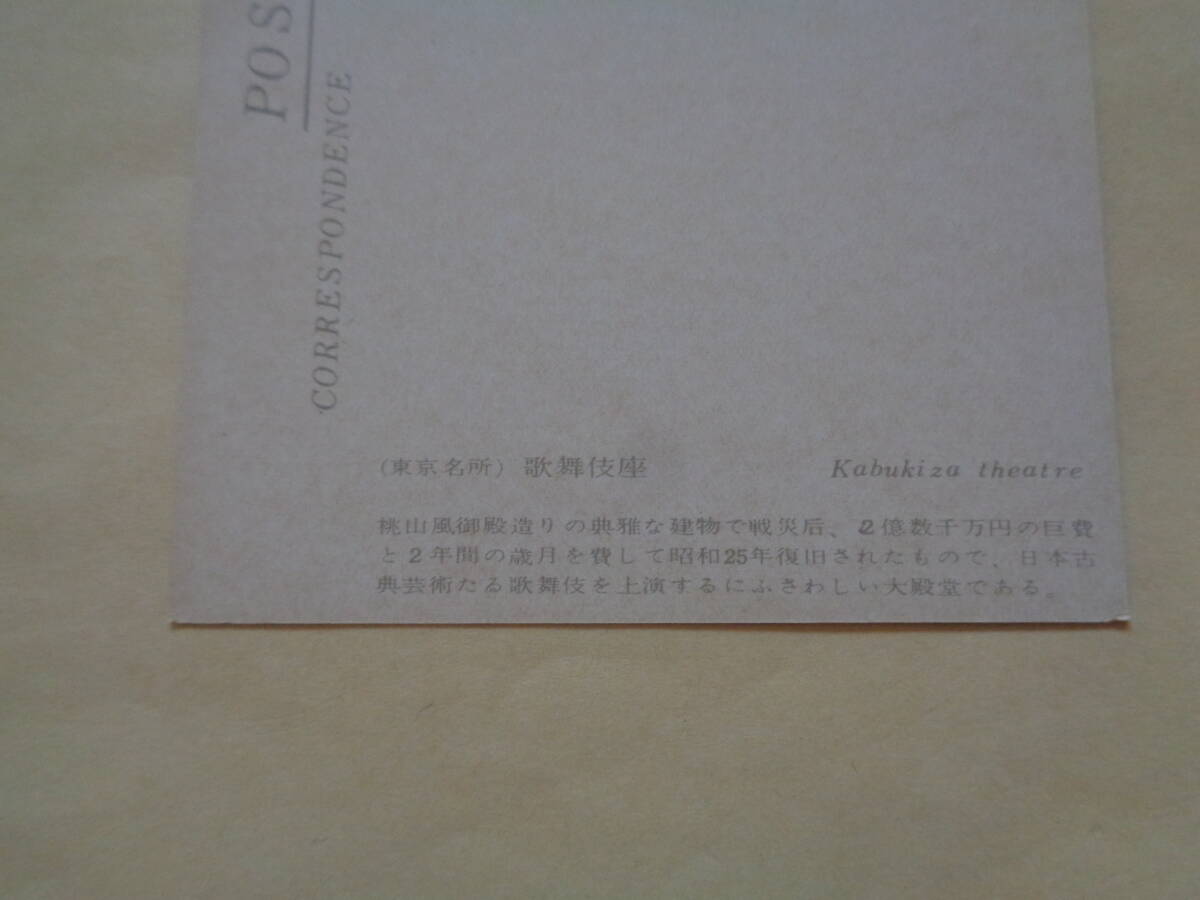 POS
CORRESPONDENCE
(東京名所) 歌舞伎座 Kabukiza theatre
桃山風御殿造りの典雅な建物で戦災后、2億数千万円の巨費
と2年間の歳月を費して昭和25年復旧されたもので、日本古
典芸術たる歌舞伎を上演するにふさわしい大殿堂である。